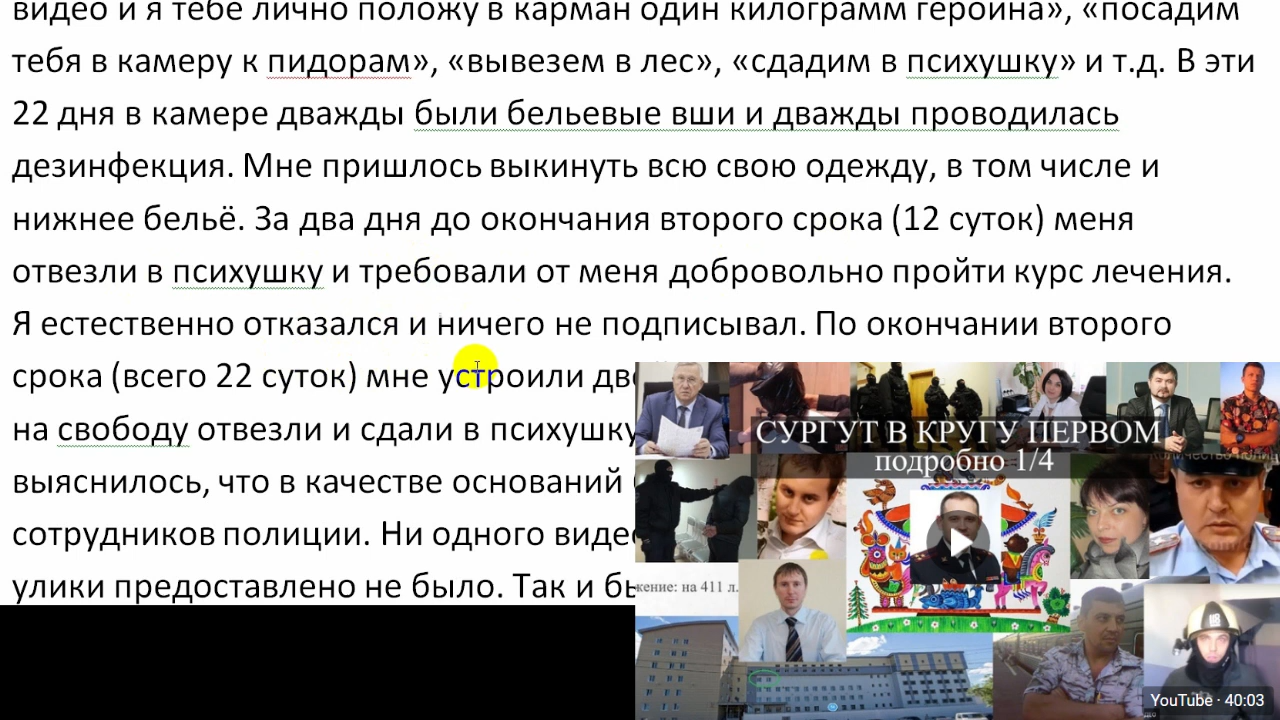 видео и я тебе лично положу в карман один килограмм героина», «посадим
тебя в камеру к пидорам», «вывезем в лес», «сдадим в психушку» и т.д. В эти
22 дня в камере дважды были бельевые вши и дважды проводилась
дезинфекция. Мне пришлось выкинуть всю свою одежду, в том числе и
нижнее бельё. За два дня до окончания второго срока (12 суток) меня
отвезли в психушку и требовали от меня добровольно пройти курс лечения.
Я естественно отказался и ничего не подписывал. По окончании второго
срока (всего 22 суток) мне устроили
на свободу отвезли и сдали в психушку
выяснилось, что в качестве оснований
сотрудников полиции. Ни одного
улики предоставлено не было. Так и
СУРГУТ В КРУГУ ПЕРВОМ
подробно 1/4
жение: на 411 л.
YouTube · 40:03